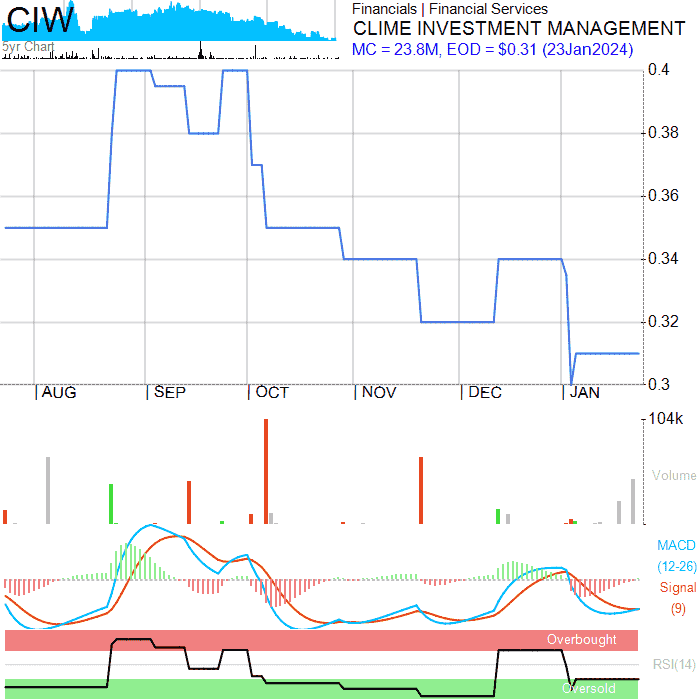 CIW
5yr Chart
Financials | Financial Services
CLIME INVESTMENT MANAGEMENT
MC = 23.8M, EOD = $0.31 (23Jan2024)
0.4
0.38
0.36
0.34
0.32
0.3
|AUG |SEP |OCT |NOV |DEC |JAN
104k
Volume
MACD
(12-26)
Signal
(9)
Overbought
RSI(14)
Oversold